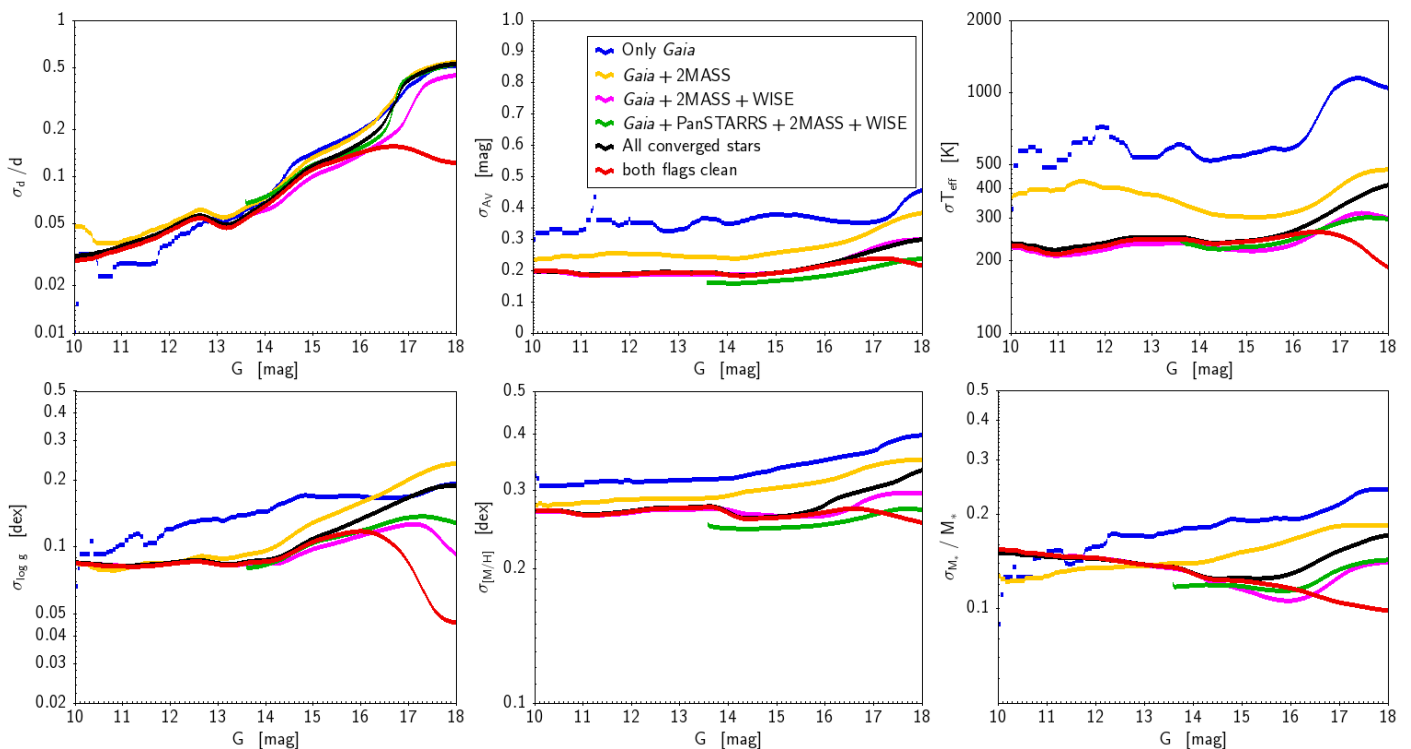 1
0.5
0.2
0.1
0.05
0.02
0.01
σd /d
10 11 12 13 14 15 16 17 18
G [mag]
1.0
0.9
0.8
0.7
0.6
0.5
0.4
0.3
0.2
0.1
0
σAV [mag]
Only Gaia
Gaia + 2MASS
Gaia + 2MASS + WISE
Gaia + PanSTARRS + 2MASS + WISE
All converged stars
both flags clean
10 11 12 13 14 15 16 17 18
G [mag]
2000
1000
500
400
300
200
100
σTeff [K]
10 11 12 13 14 15 16 17 18
G [mag]
0.5
0.4
0.3
0.2
0.1
0.05
0.04
0.03
0.02
σlog g [dex]
10 11 12 13 14 15 16 17 18
G [mag]
0.5
0.4
0.3
0.2
0.1
σ[M/H] [dex]
10 11 12 13 14 15 16 17 18
G [mag]
0.5
0.4
0.3
0.2
0.1
σM* / M*
10 11 12 13 14 15 16 17 18
G [mag]